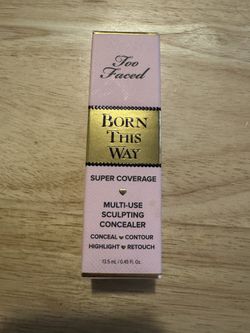 Too
Faced
BORN
THIS
WAY
SUPER COVERAGE
MULTI-USE
SCULPTING
CONCEALER
CONCEAL CONTOUR
HIGHLIGHT RETOUCH
13.5 mL / 0.45 Fl. Oz.